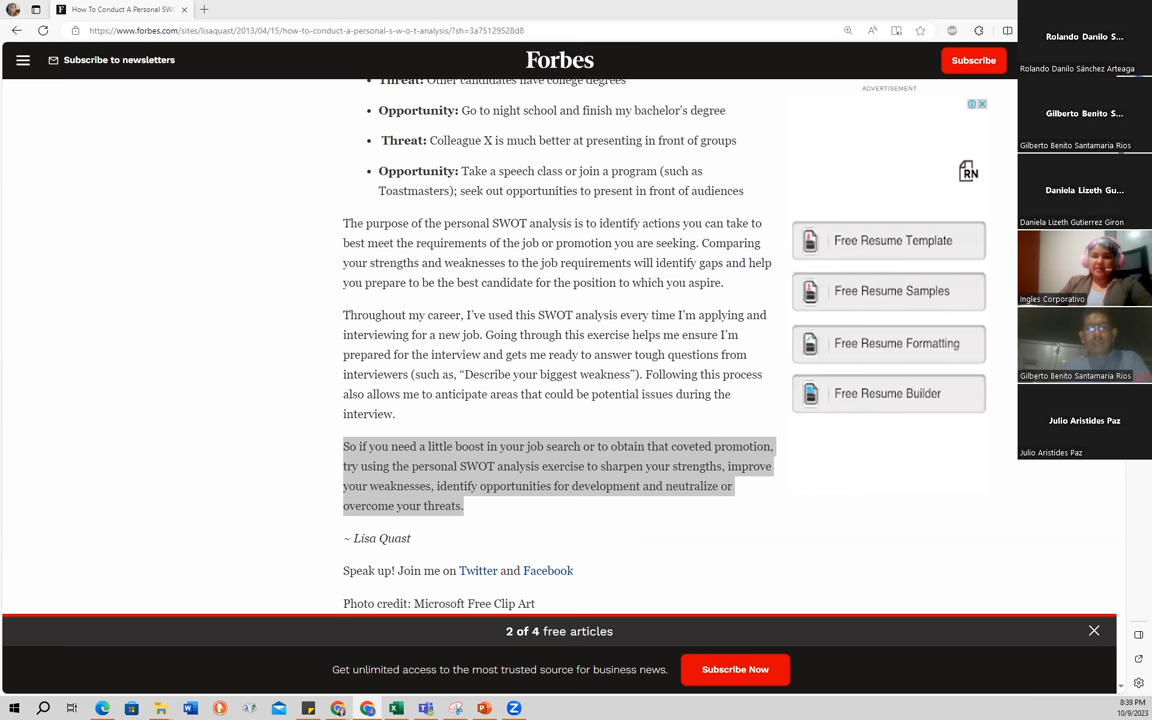 How To Conduct A Personal SWO
https://www.forbes.com/sites/lisaquast/2013/04/15/how-to-conduct-a-personal-s-w-o-t-analysis/?sh=3a75129528d8
Subscribe to newsletters
Forbes
Subscribe
Threat: Other candidates have college degrees
ADVERTISEMENT
• Opportunity: Go to night school and finish my bachelor's degree
• Threat: Colleague X is much better at presenting in front of groups
• Opportunity: Take a speech class or join a program (such as
Toastmasters); seek out opportunities to present in front of audiences
The purpose of the personal SWOT analysis is to identify actions you can take to
best meet the requirements of the job or promotion you are seeking. Comparing
your strengths and weaknesses to the job requirements will identify gaps and help
you prepare to be the best candidate for the position to which you aspire.
Throughout my career, I've used this SWOT analysis every time I'm applying and
interviewing for a new job. Going through this exercise helps me ensure I'm
prepared for the interview and gets me ready to answer tough questions from
interviewers (such as, “Describe your biggest weakness”). Following this process
also allows me to anticipate areas that could be potential issues during the
interview.
So if you need a little boost in your job search or to obtain that coveted promotion,
try using the personal SWOT analysis exercise to sharpen your strengths, improve
your weaknesses, identify opportunities for development and neutralize or
overcome your threats.
~ Lisa Quast
Speak up! Join me on Twitter and Facebook
Photo credit: Microsoft Free Clip Art
RN
Free Resume Template
Free Resume Samples
Free Resume Formatting
Free Resume Builder
2 of 4 free articles
Get unlimited access to the most trusted source for business news.
Subscribe Now
Rolando Danilo S...
Rolando Danilo Sánchez Arteaga
Gilberto Benito S...
Gilberto Benito Santamaria Rios
Daniela Lizeth Gu...
Daniela Lizeth Gutierrez Giron
Ingles Corporativo
Gilberto Benito Santamaria Rios
Julio Aristides Paz
Julio Aristides Paz
8:39 PM
10/9/2023